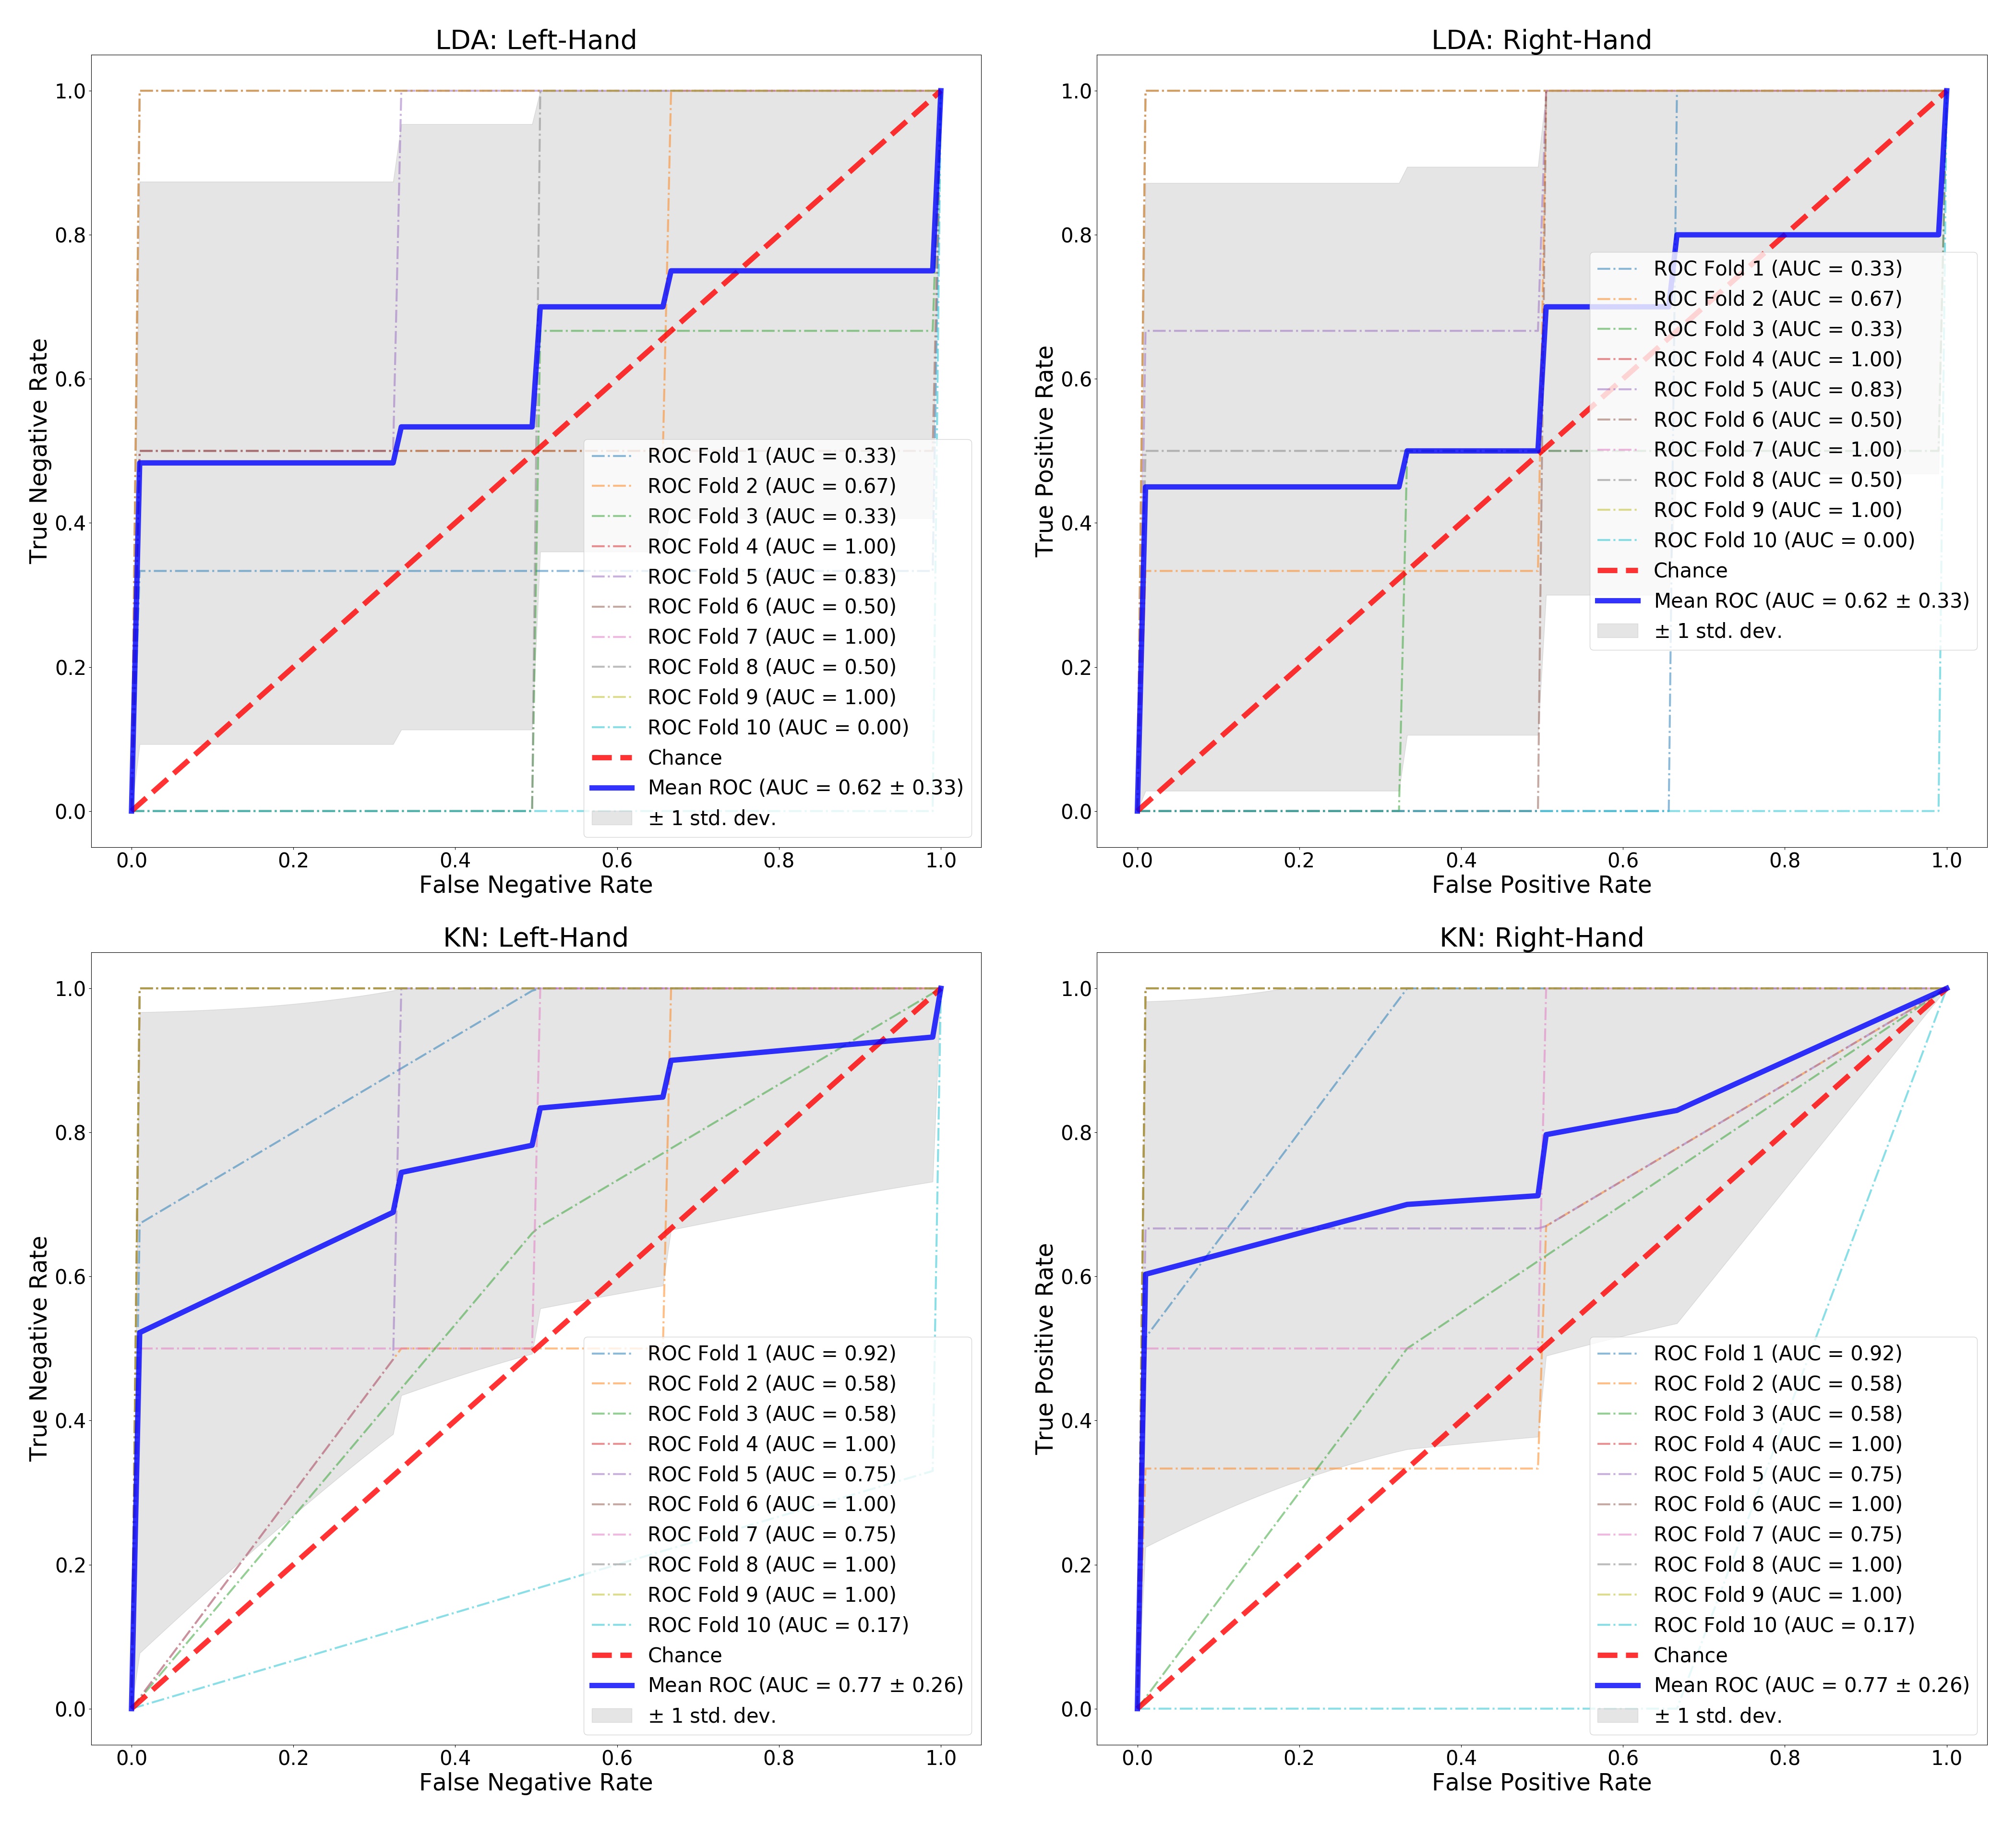 LDA: Left-Hand
True Negative Rate
1.0
0.8
0.6
0.4
0.2
0.0
ROC Fold 1 (AUC = 0.33)
ROC Fold 2 (AUC = 0.67)
ROC Fold 3 (AUC = 0.33)
ROC Fold 4 (AUC = 1.00)
ROC Fold 5 (AUC = 0.83)
ROC Fold 6 (AUC = 0.50)
ROC Fold 7 (AUC = 1.00)
ROC Fold 8 (AUC = 0.50)
ROC Fold 9 (AUC = 1.00)
ROC Fold 10 (AUC = 0.00)
Chance
Mean ROC (AUC = 0.62 ± 0.33)
± 1 std. dev.
0.0 0.2 0.4 0.6 0.8 1.0
False Negative Rate
LDA: Right-Hand
True Positive Rate
1.0
0.8
0.6
0.4
0.2
0.0
ROC Fold 1 (AUC = 0.33)
ROC Fold 2 (AUC = 0.67)
ROC Fold 3 (AUC = 0.33)
ROC Fold 4 (AUC = 1.00)
ROC Fold 5 (AUC = 0.83)
ROC Fold 6 (AUC = 0.50)
ROC Fold 7 (AUC = 1.00)
ROC Fold 8 (AUC = 0.50)
ROC Fold 9 (AUC = 1.00)
ROC Fold 10 (AUC = 0.00)
Chance
Mean ROC (AUC = 0.62 ± 0.33)
± 1 std. dev.
0.0 0.2 0.4 0.6 0.8 1.0
False Positive Rate
KN: Left-Hand
True Negative Rate
1.0
0.8
0.6
0.4
0.2
0.0
ROC Fold 1 (AUC = 0.92)
ROC Fold 2 (AUC = 0.58)
ROC Fold 3 (AUC = 0.58)
ROC Fold 4 (AUC = 1.00)
ROC Fold 5 (AUC = 0.75)
ROC Fold 6 (AUC = 1.00)
ROC Fold 7 (AUC = 0.75)
ROC Fold 8 (AUC = 1.00)
ROC Fold 9 (AUC = 1.00)
ROC Fold 10 (AUC = 0.17)
Chance
Mean ROC (AUC = 0.77 ± 0.26)
± 1 std. dev.
0.0 0.2 0.4 0.6 0.8 1.0
False Negative Rate
KN: Right-Hand
True Positive Rate
1.0
0.8
0.6
0.4
0.2
0.0
ROC Fold 1 (AUC = 0.92)
ROC Fold 2 (AUC = 0.58)
ROC Fold 3 (AUC = 0.58)
ROC Fold 4 (AUC = 1.00)
ROC Fold 5 (AUC = 0.75)
ROC Fold 6 (AUC = 1.00)
ROC Fold 7 (AUC = 0.75)
ROC Fold 8 (AUC = 1.00)
ROC Fold 9 (AUC = 1.00)
ROC Fold 10 (AUC = 0.17)
Chance
Mean ROC (AUC = 0.77 ± 0.26)
± 1 std. dev.
0.0 0.2 0.4 0.6 0.8 1.0
False Positive Rate